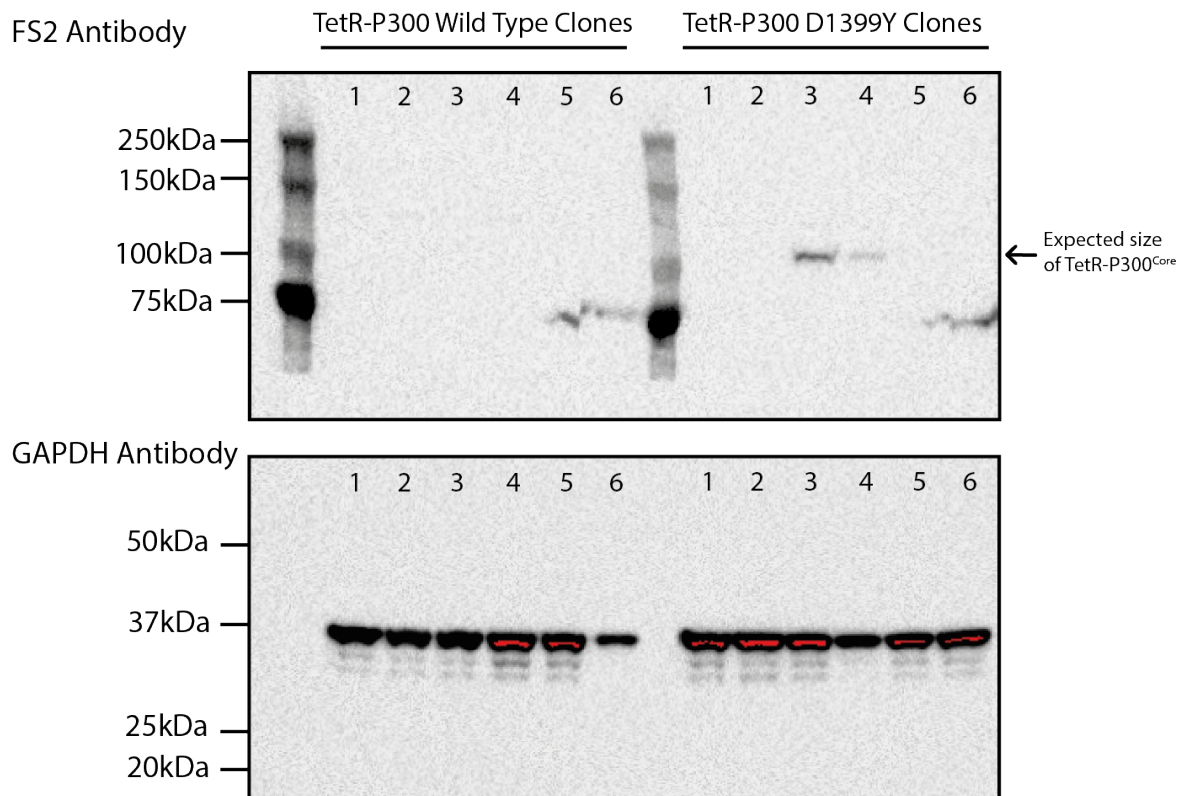 FS2 Antibody
TetR-P300 Wild Type Clones
TetR-P300 D1399Y Clones
1 2 3 4 5 6 1 2 3 4 5 6
250kDa
150kDa
100kDa
75kDa
Expected size
of TetR-P300Core
GAPDH Antibody
1 2 3 4 5 6 1 2 3 4 5 6
50kDa
37kDa
25kDa
20kDa